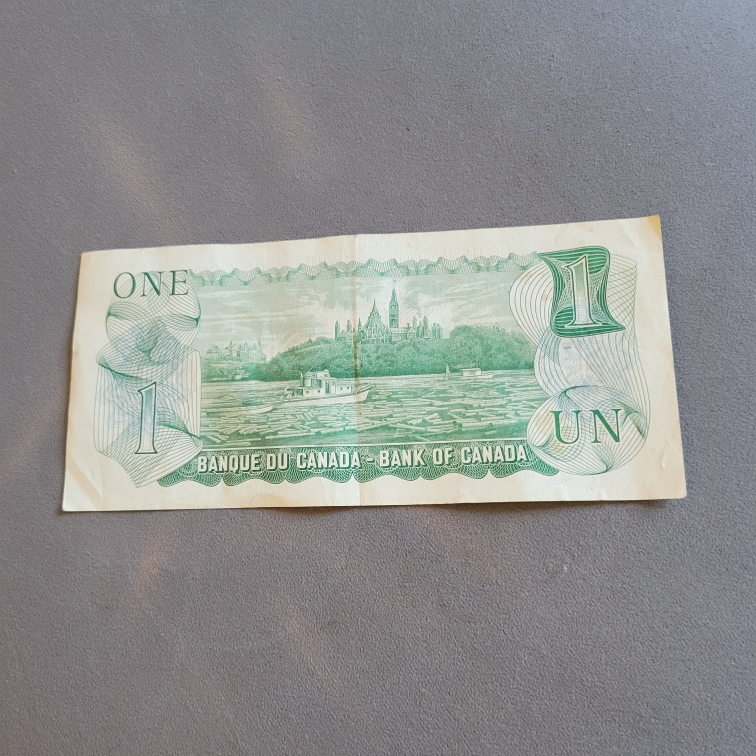 ONE
1
1
UN
BANQUE DU CANADA - BANK OF CANADA